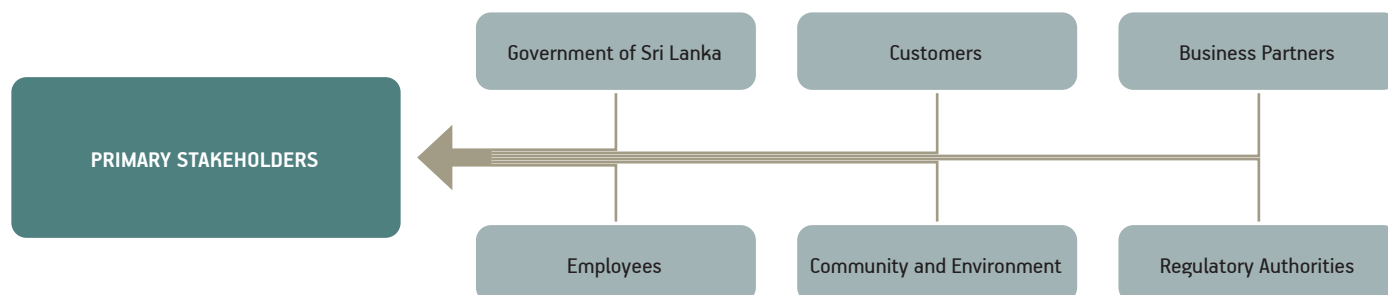 Government of Sri Lanka
Customers
Business Partners
PRIMARY STAKEHOLDERS
Employees
Community and Environment
Regulatory Authorities